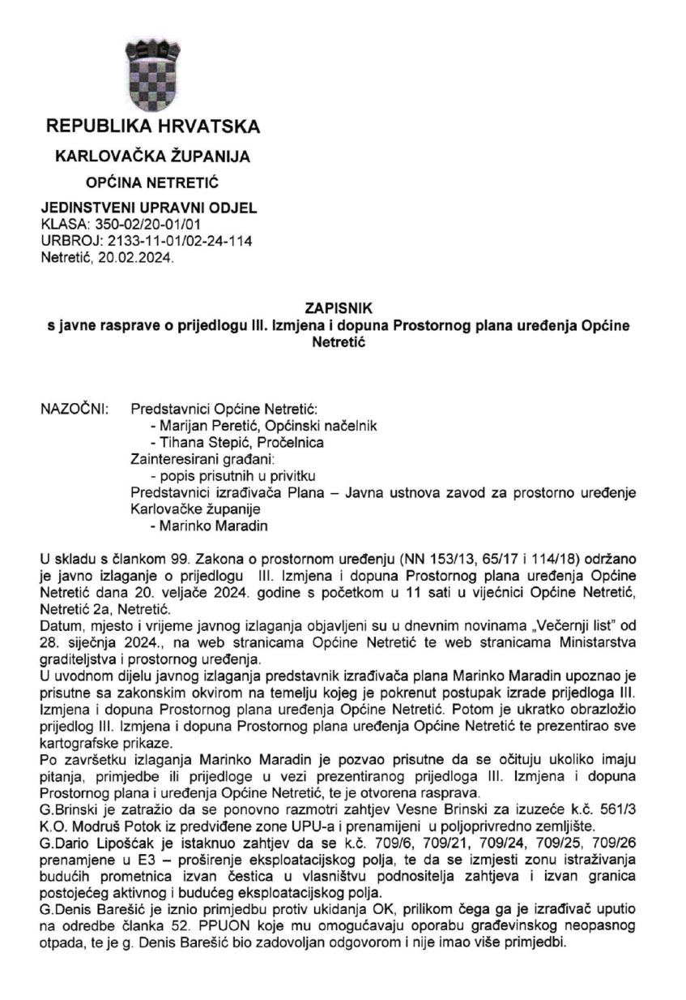 REPUBLIKA HRVATSKA
KARLOVAČKA ŽUPANIJA
OPĆINA NETRETIĆ
JEDINSTVENI UPRAVNI ODJEL
KLASA: 350-02/20-01/01
URBROJ: 2133-11-01/02-24-114
Netretić, 20.02.2024.
ZAPISNIK
s javne rasprave o prijedlogu III. Izmjena i dopuna Prostornog plana uređenja Općine
Netretić
NAZOČNI: Predstavnici Općine Netretić:
- Marijan Peretić, Općinski načelnik
- Tihana Stepić, Pročelnica
Zainteresirani građani:
- popis prisutnih u privitku
Predstavnici izrađivača Plana – Javna ustnova zavod za prostorno uređenje
Karlovačke županije
- Marinko Maradin
U skladu s člankom 99. Zakona o prostornom uređenju (NN 153/13, 65/17 i 114/18) održano
je javno izlaganje o prijedlogu III. Izmjena i dopuna Prostornog plana uređenja Općine
Netretić dana 20. veljače 2024. godine s početkom u 11 sati u vijećnici Općine Netretić,
Netretić 2a, Netretić.
Datum, mjesto i vrijeme javnog izlaganja objavljeni su u dnevnim novinama „Večernji list" od
28. siječnja 2024., na web stranicama Općine Netretić te web stranicama Ministarstva
graditeljstva i prostornog uređenja.
U uvodnom dijelu javnog izlaganja predstavnik izrađivača plana Marinko Maradin upoznao je
prisutne sa zakonskim okvirom na temelju kojeg je pokrenut postupak izrade prijedloga III.
Izmjena i dopuna Prostornog plana uređenja Općine Netretić. Potom je ukratko obrazložio
prijedlog III. Izmjena i dopuna Prostornog plana uređenja Općine Netretić te prezentirao sve
kartografske prikaze.
Po završetku izlaganja Marinko Maradin je pozvao prisutne da se očituju ukoliko imaju
pitanja, primjedbe ili prijedloge u vezi prezentiranog prijedloga III. Izmjena i dopuna
Prostornog plana i uređenja Općine Netretić, te je otvorena rasprava.
G.Brinski je zatražio da se ponovno razmotri zahtjev Vesne Brinski za izuzeće k.č. 561/3
K.O. Modruš Potok iz predviđene zone UPU-a i prenamijeni u poljoprivredno zemljište.
G.Dario Lipošćak je istaknuo zahtjev da se k.č. 709/6, 709/21, 709/24, 709/25, 709/26
prenamjene u E3 – proširenje eksploatacijskog polja, te da se izmjesti zonu istraživanja
budućih prometnica izvan čestica u vlasništvu podnositelja zahtjeva i izvan granica
postojećeg aktivnog i budućeg eksploatacijskog polja.
G.Denis Barešić je iznio primjedbu protiv ukidanja OK, prilikom čega ga je izrađivač uputio
na odredbe članka 52. PPUON koje mu omogućavaju oporabu građevinskog neopasnog
otpada, te je g. Denis Barešić bio zadovoljan odgovorom i nije imao više primjedbi.